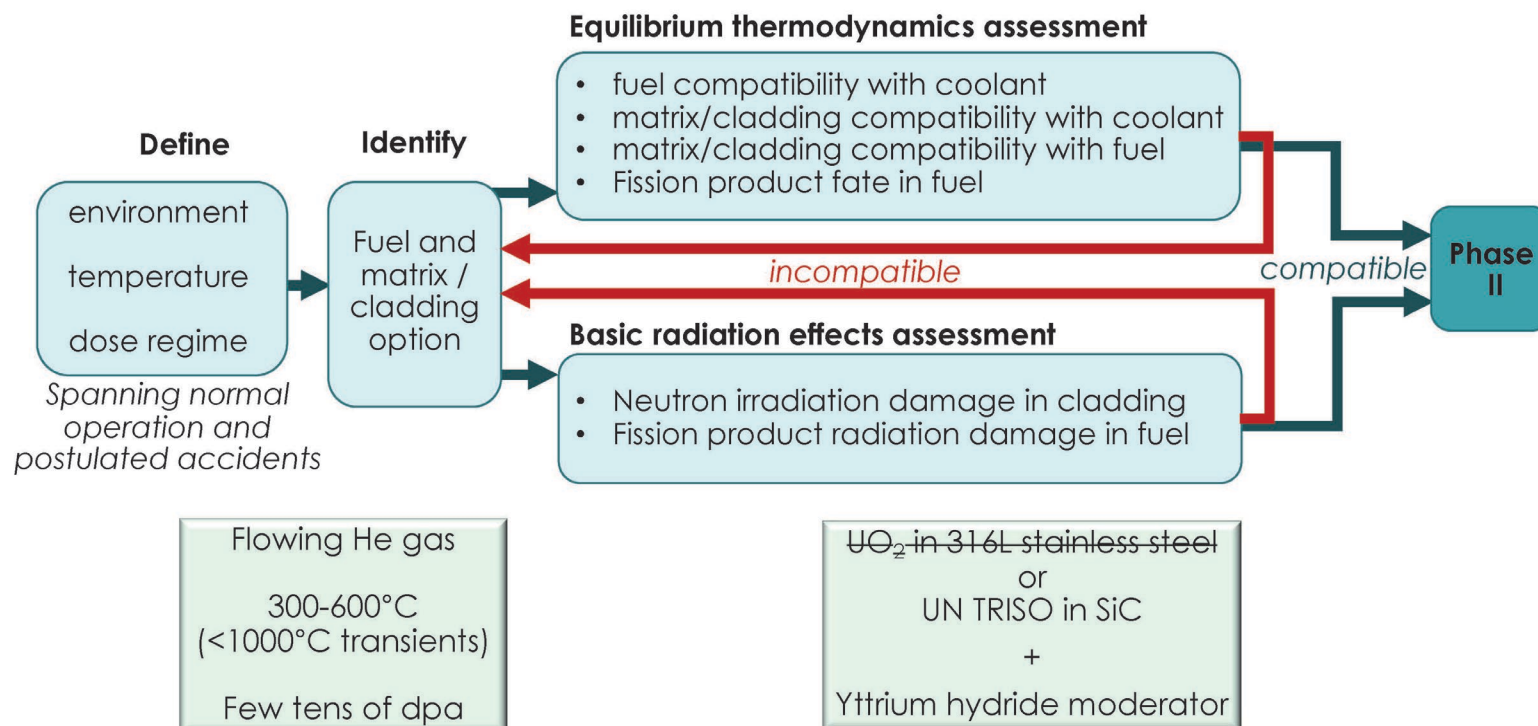 Equilibrium thermodynamics assessment
• fuel compatibility with coolant
• matrix/cladding compatibility with coolant
• matrix/cladding compatibility with fuel
• Fission product fate in fuel
Define
environment
temperature
dose regime
Spanning normal
operation and
postulated accidents
Identify
Fuel and
matrix /
cladding
option
incompatible
compatible
Phase
II
Basic radiation effects assessment
• Neutron irradiation damage in cladding
• Fission product radiation damage in fuel
Flowing He gas
300-600°C
(<1000°C transients)
Few tens of dpa
UO₂ in 316L stainless steel
or
UN TRISO in SiC
+
Yttrium hydride moderator